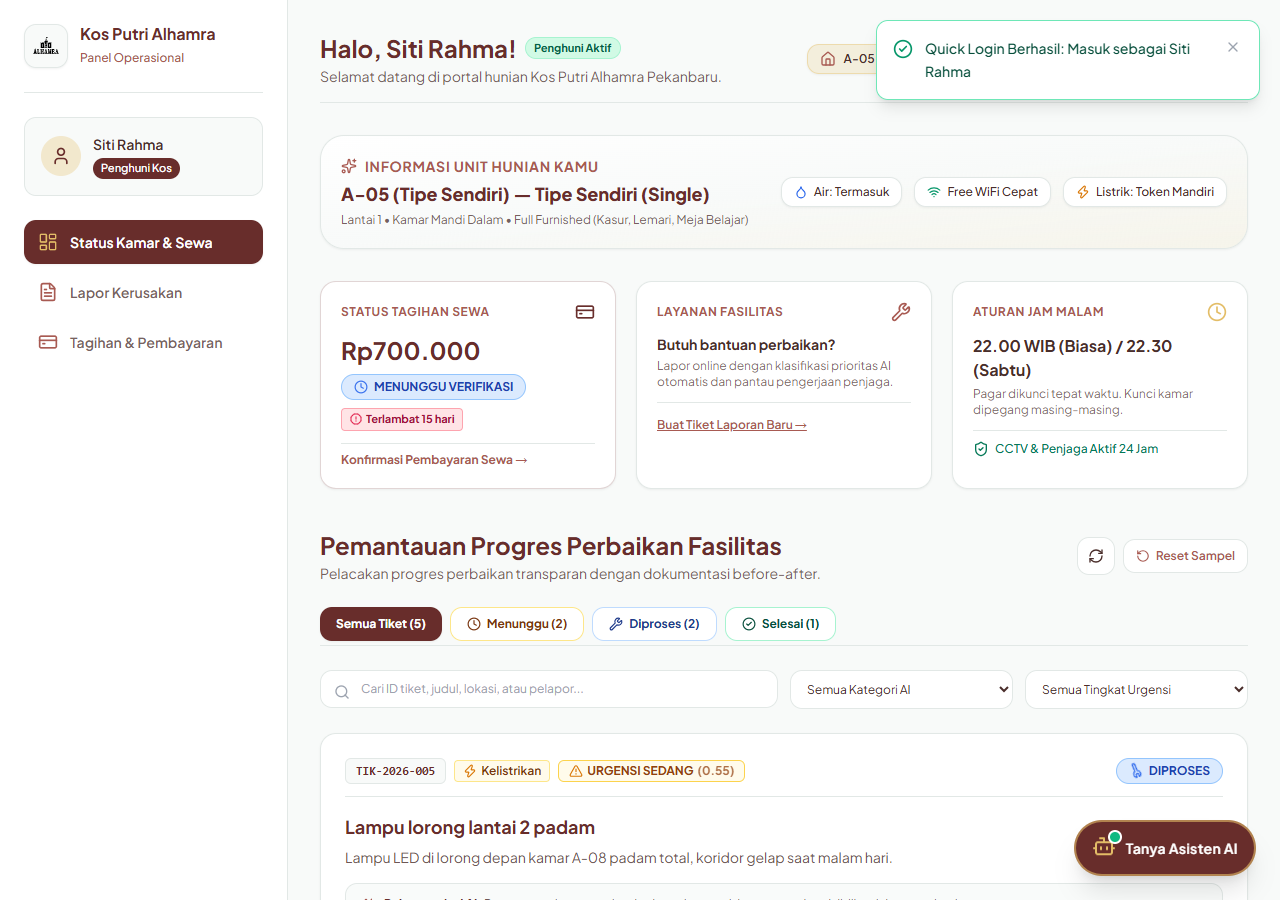 ALHAMRA
Kos Putri Alhamra
Panel Operasional
Siti Rahma
Penghuni Kos
Status Kamar & Sewa
Lapor Kerusakan
Tagihan & Pembayaran
Halo, Siti Rahma! Penghuni Aktif
Selamat datang di portal hunian Kos Putri Alhamra Pekanbaru.
A-05
Quick Login Berhasil: Masuk sebagai Siti
Rahma
INFORMASI UNIT HUNIAN KAMU
A-05 (Tipe Sendiri) — Tipe Sendiri (Single)
Lantai 1 • Kamar Mandi Dalam • Full Furnished (Kasur, Lemari, Meja Belajar)
Air: Termasuk
Free WiFi Cepat
Listrik: Token Mandiri
STATUS TAGIHAN SEWA
Rp700.000
MENUNGGU VERIFIKASI
Terlambat 15 hari
Konfirmasi Pembayaran Sewa →
LAYANAN FASILITAS
Butuh bantuan perbaikan?
Lapor online dengan klasifikasi prioritas AI
otomatis dan pantau pengerjaan penjaga.
Buat Tiket Laporan Baru →
ATURAN JAM MALAM
22.00 WIB (Biasa) / 22.30
(Sabtu)
Pagar dikunci tepat waktu. Kunci kamar
dipegang masing-masing.
CCTV & Penjaga Aktif 24 Jam
Pemantauan Progres Perbaikan Fasilitas
Pelacakan progres perbaikan transparan dengan dokumentasi before-after.
Reset Sampel
Semua Tiket (5)
Menunggu (2)
Diproses (2)
Selesai (1)
Cari ID tiket, judul, lokasi, atau pelapor...
Semua Kategori AI
Semua Tingkat Urgensi
TIK-2026-005
Kelistrikan
URGENSI SEDANG (0.55)
DIPROSES
Lampu lorong lantai 2 padam
Lampu LED di lorong depan kamar A-08 padam total, koridor gelap saat malam hari.
Tanya Asisten AI